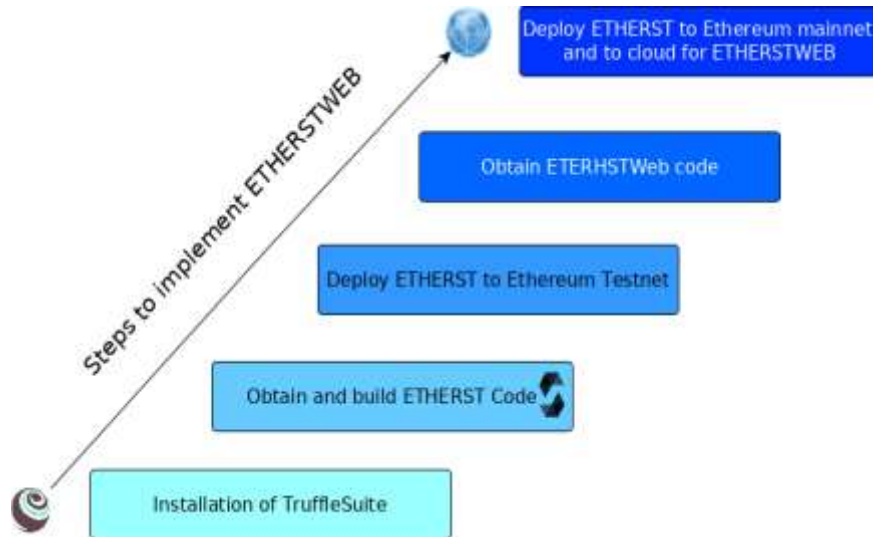 Deploy ETHERST to Ethereum mainnet
and to cloud for ETHERSTWEB
Steps to implement ETHERSTWEB
Obtain ETERHSTWeb code
Deploy ETHERST to Ethereum Testnet
Obtain and build ETHERST Code
Installation of TruffleSuite